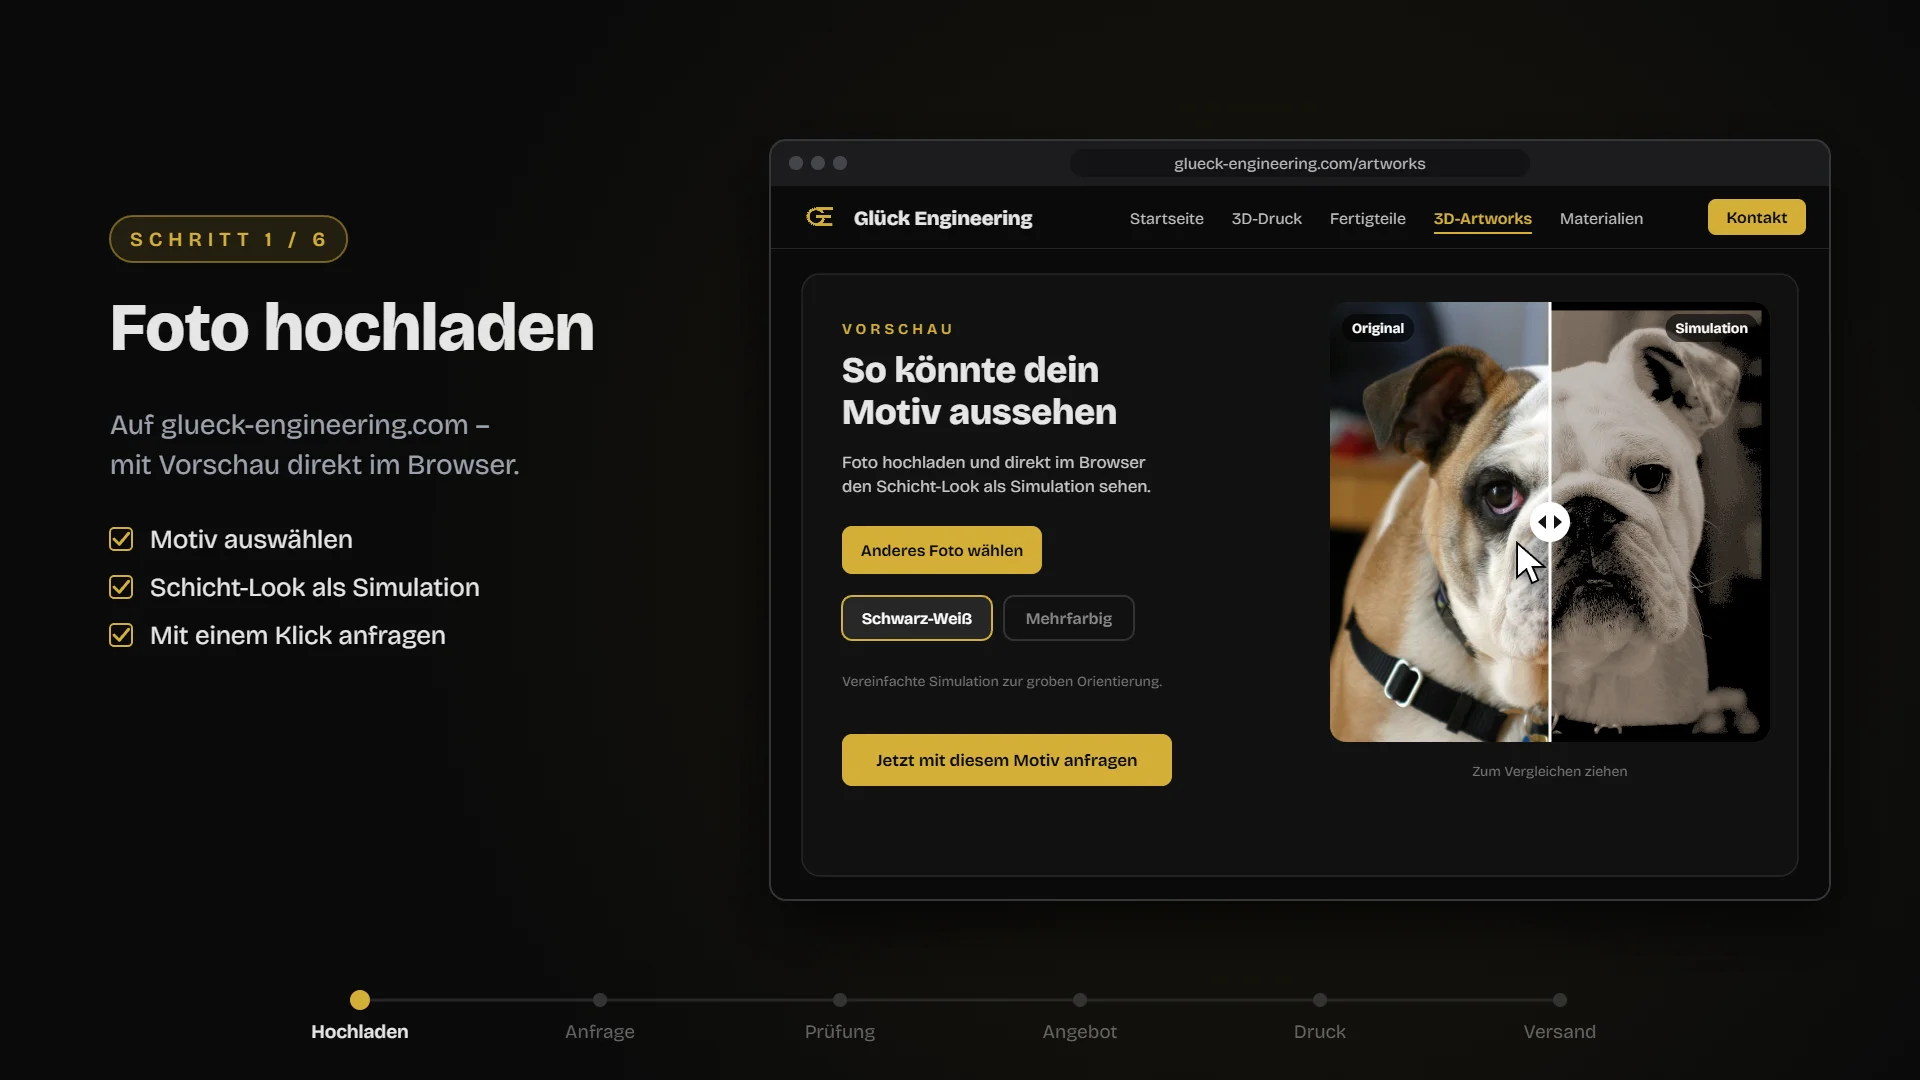 SCHRITT 1 / 6
Foto hochladen
Auf glueck-engineering.com –
mit Vorschau direkt im Browser.
Motiv auswählen
Schicht-Look als Simulation
Mit einem Klick anfragen
glueck-engineering.com/artworks
GE Glück Engineering Startseite 3D-Druck Fertigteile 3D-Artworks Materialien Kontakt
VORSCHAU
So könnte dein
Motiv aussehen
Foto hochladen und direkt im Browser
den Schicht-Look als Simulation sehen.
Anderes Foto wählen
Schwarz-Weiß Mehrfarbig
Vereinfachte Simulation zur groben Orientierung.
Jetzt mit diesem Motiv anfragen
Original Simulation
Zum Vergleichen ziehen
Hochladen Anfrage Prüfung Angebot Druck Versand